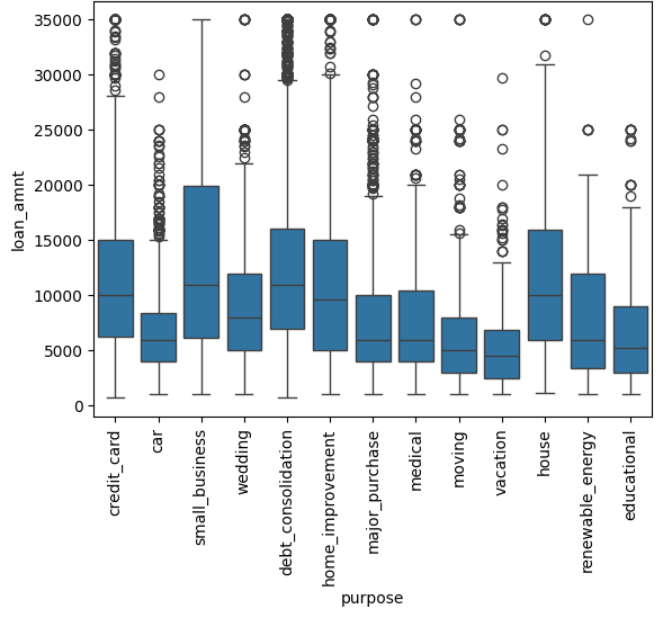 35000
30000
25000
20000
15000
10000
5000
0
loan_amnt
credit_card
car
small_business
wedding
debt_consolidation
home_improvement
major_purchase
medical
moving
vacation
house
renewable_energy
educational
purpose